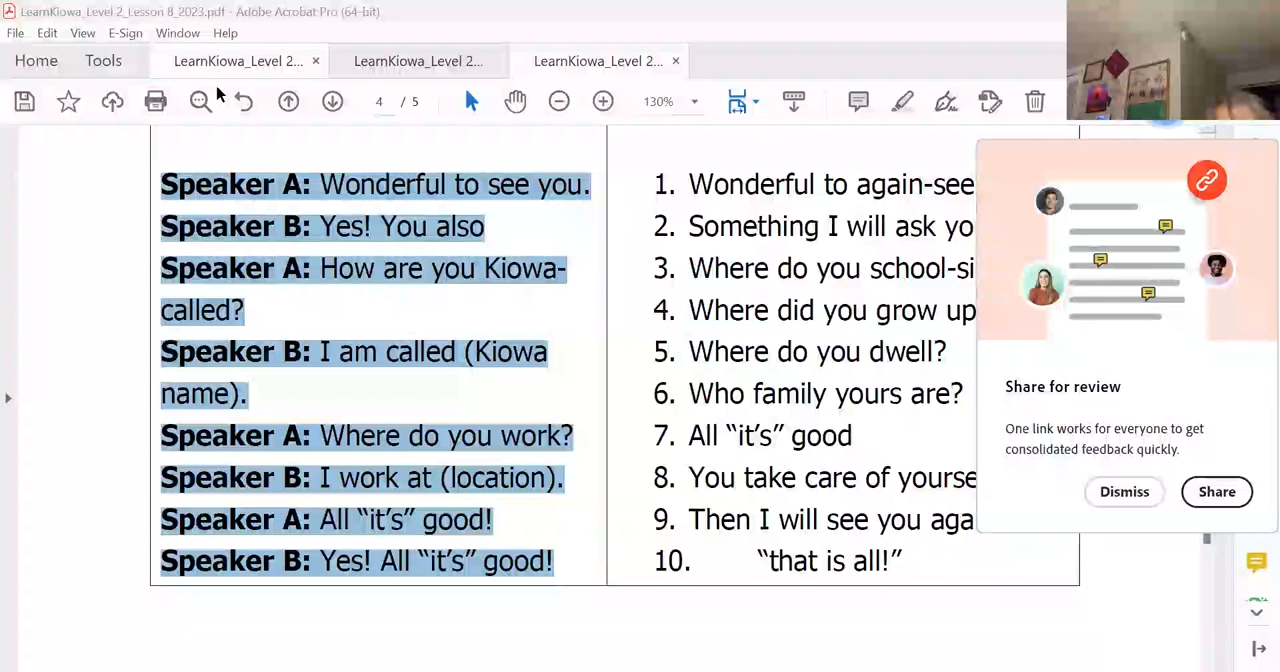 LearnKiowa_Level 2_Lesson 8_2023.pdf - Adobe Acrobat Pro (64-bit)
File Edit View E-Sign Window Help
Home Tools LearnKiowa_Level 2... × LearnKiowa_Level 2... LearnKiowa_Level 2... ×
4 / 5 130%
Speaker A: Wonderful to see you.
Speaker B: Yes! You also
Speaker A: How are you Kiowa-
called?
Speaker B: I am called (Kiowa
name).
Speaker A: Where do you work?
Speaker B: I work at (location).
Speaker A: All “it’s” good!
Speaker B: Yes! All “it’s” good!
1. Wonderful to again-see
2. Something I will ask yo
3. Where do you school-si
4. Where did you grow up
5. Where do you dwell?
6. Who family yours are?
7. All “it’s” good
8. You take care of yourse
9. Then I will see you aga
10. “that is all!”
Share for review
One link works for everyone to get
consolidated feedback quickly.
Dismiss Share